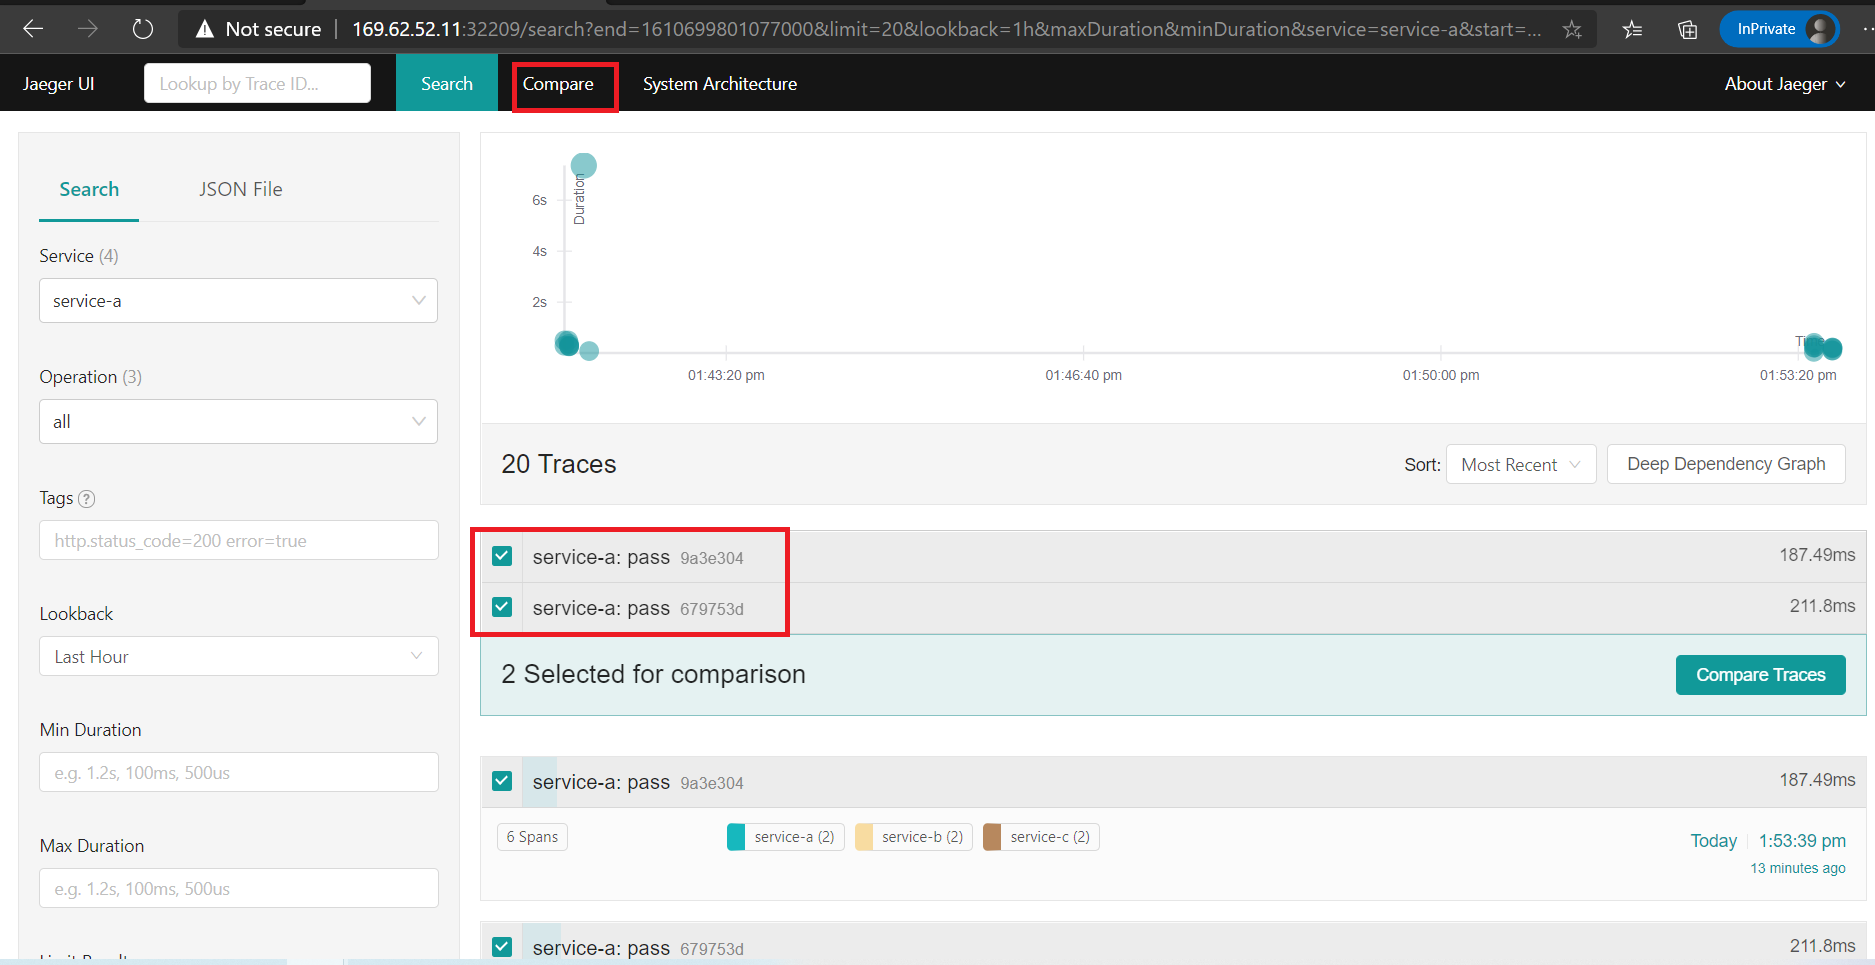 Not secure | 169.62.52.11:32209/search?end=1610699801077000&limit=20&lookback=1h&maxDuration&minDuration&service=service-a&start=... InPrivate
Jaeger UI Lookup by Trace ID... Search Compare System Architecture About Jaeger
Search JSON File
Service (4)
service-a
Operation (3)
all
Tags ?
http.status_code=200 error=true
Lookback
Last Hour
Min Duration
e.g. 1.2s, 100ms, 500us
Max Duration
e.g. 1.2s, 100ms, 500us
Duration
6s
4s
2s
Time
01:43:20 pm 01:46:40 pm 01:50:00 pm 01:53:20 pm
20 Traces Sort: Most Recent Deep Dependency Graph
service-a: pass 9a3e304 187.49ms
service-a: pass 679753d 211.8ms
2 Selected for comparison Compare Traces
service-a: pass 9a3e304 187.49ms
6 Spans service-a (2) service-b (2) service-c (2) Today 1:53:39 pm
13 minutes ago
service-a: pass 679753d 211.8ms